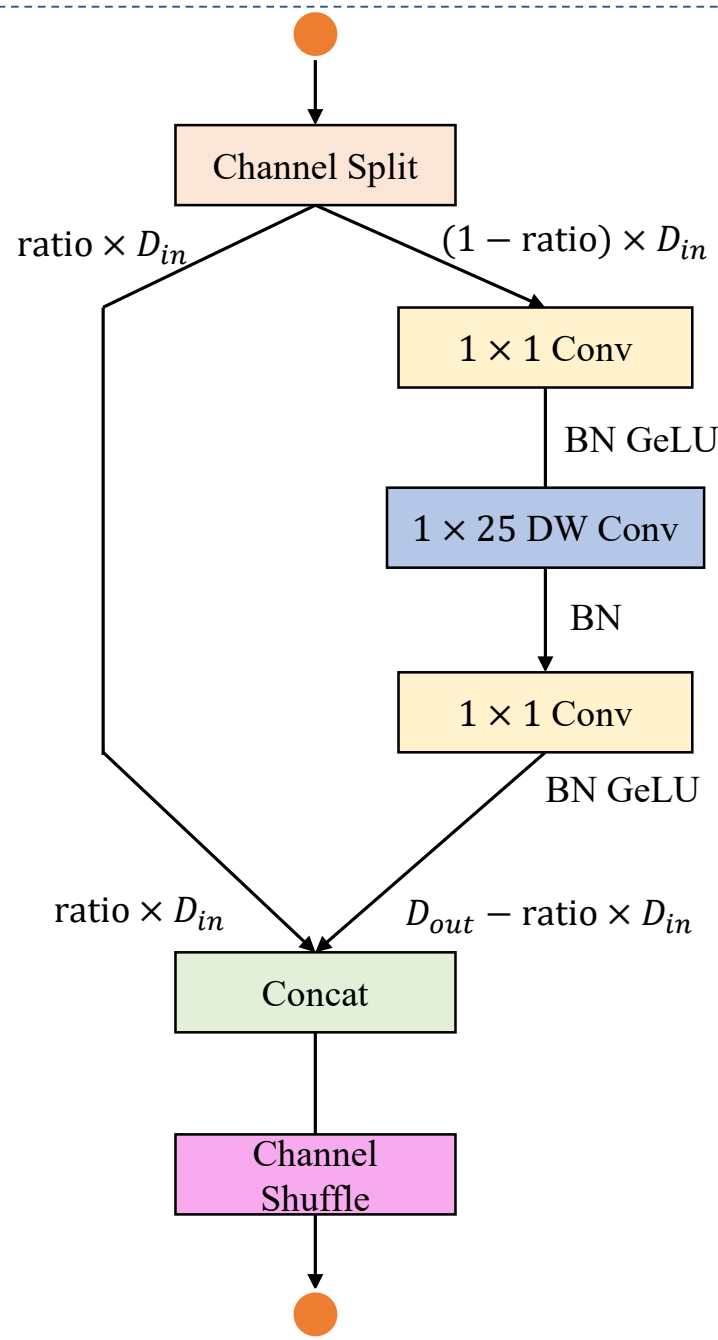 Channel Split
ratio × D_in
(1 − ratio) × D_in
1 × 1 Conv
BN GeLU
1 × 25 DW Conv
BN
1 × 1 Conv
BN GeLU
ratio × D_in
D_out − ratio × D_in
Concat
Channel
Shuffle